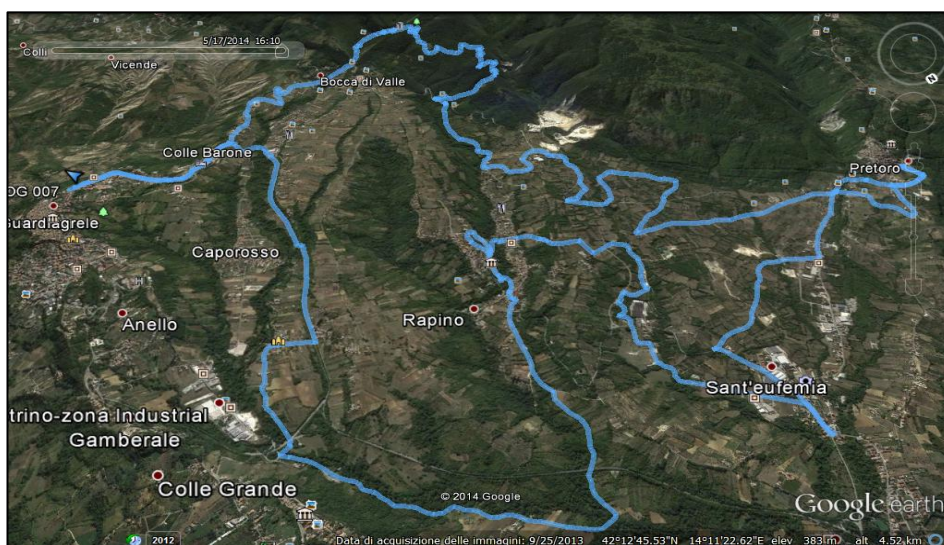 5/17/2014 16:10
Colli
Vicende
Bocca di Valle
N
Colle Barone
Pretoro
OG 007
Guardiagrele
Caporosso
Anello
Rapino
Sant'eufemia
trino-zona Industrial
Gamberale
Colle Grande
© 2014 Google
Google earth
2012
Data di acquisizione delle immagini: 9/25/2013 42°12'45.53"N 14°11'22.62"E elev 383 m alt 4.52 km